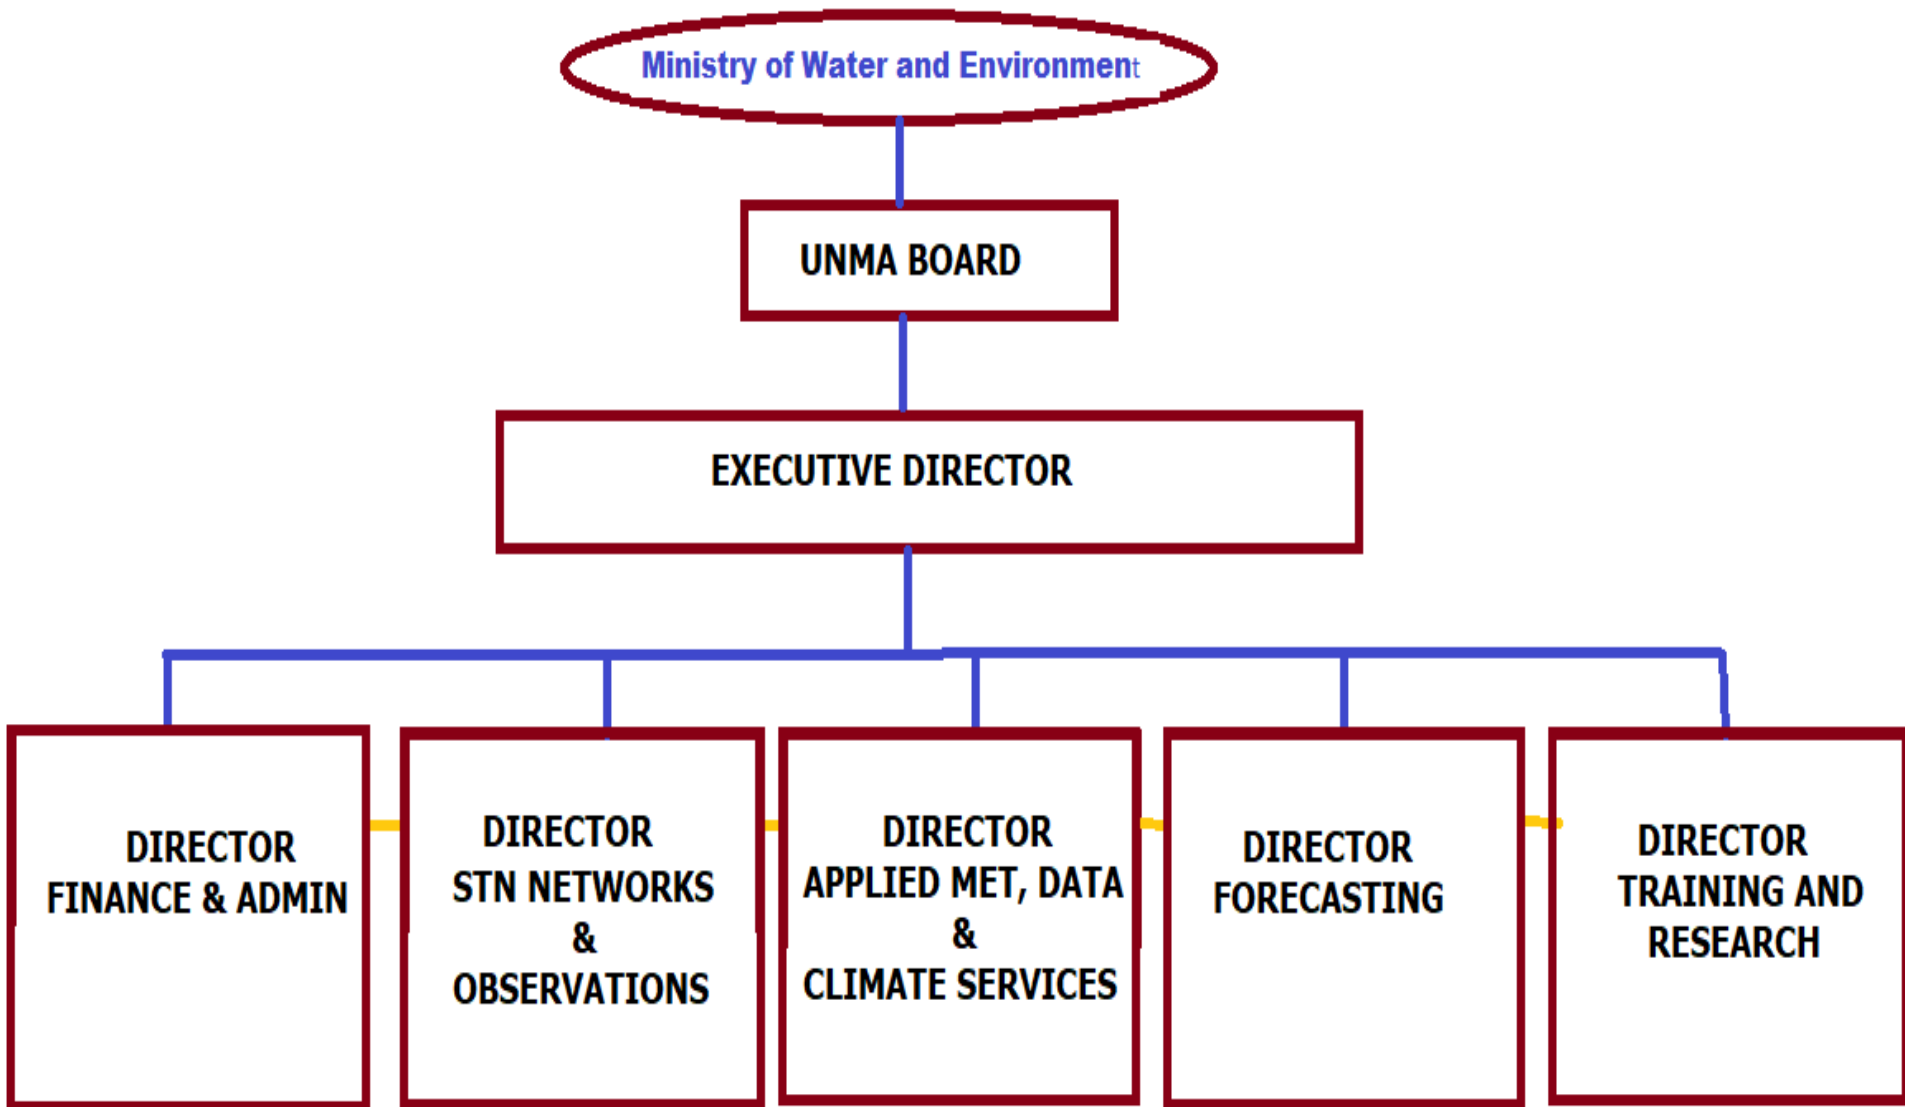 Ministry of Water and Environment
UNMA BOARD
EXECUTIVE DIRECTOR
DIRECTOR
FINANCE & ADMIN
DIRECTOR
STN NETWORKS
&
OBSERVATIONS
DIRECTOR
APPLIED MET, DATA
&
CLIMATE SERVICES
DIRECTOR
FORECASTING
DIRECTOR
TRAINING AND
RESEARCH